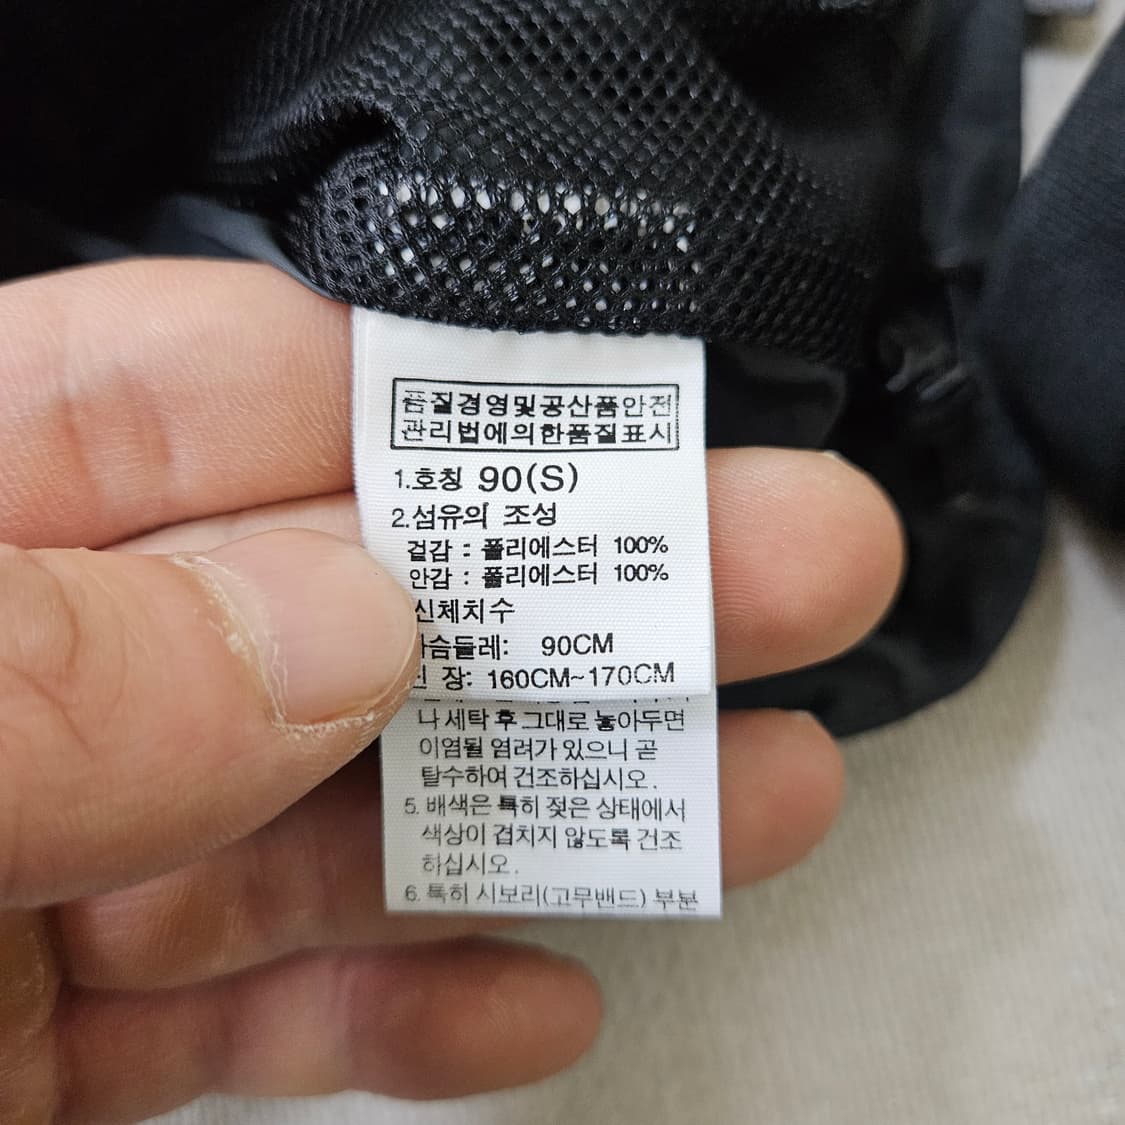 품질경영및공산품안전
관리법에의한품질표시
1.호칭 90(S)
2.섬유의 조성
겉감 : 폴리에스터 100%
안감 : 폴리에스터 100%
신체치수
가슴둘레: 90CM
신 장: 160CM~170CM
나 세탁 후 그대로 놓아두면
이염될 염려가 있으니 곧
탈수하여 건조하십시오.
5. 배색은 특히 젖은 상태에서
색상이 겹치지 않도록 건조
하십시오.
6. 특히 시보리(고무밴드) 부분